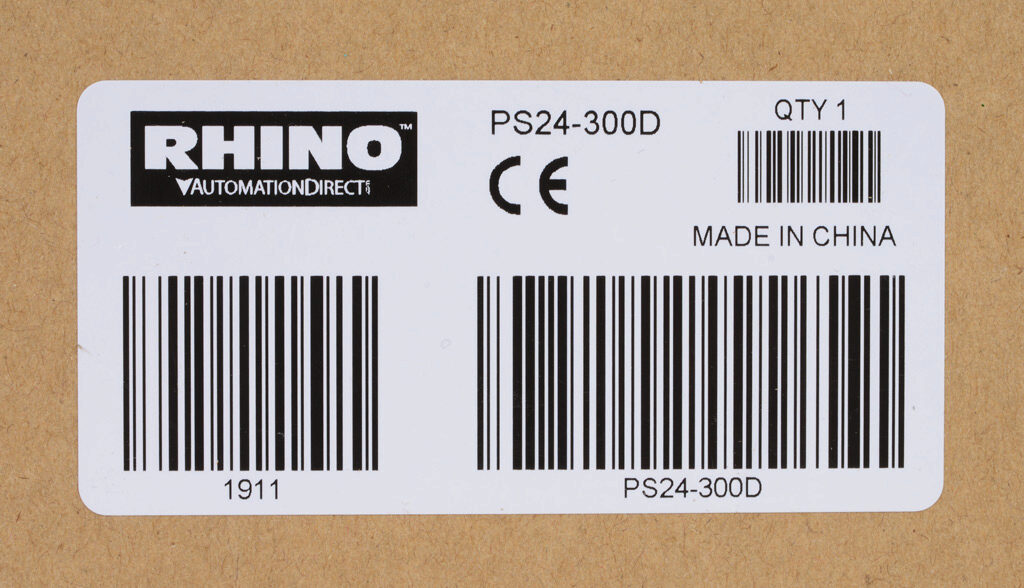 RHINO™
AUTOMATIONDIRECT
PS24-300D
CE
QTY 1
MADE IN CHINA
1911
PS24-300D